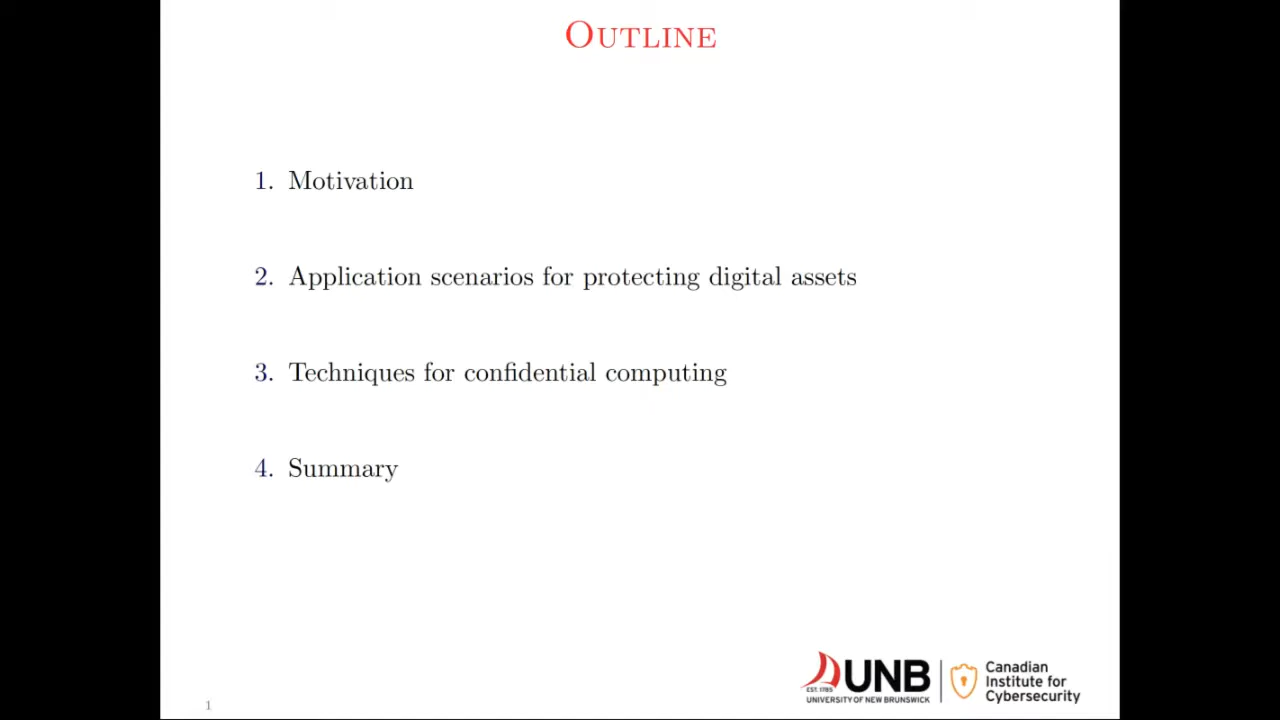 OUTLINE
1. Motivation
2. Application scenarios for protecting digital assets
3. Techniques for confidential computing
4. Summary
1
EST. 1785
UNB
UNIVERSITY OF NEW BRUNSWICK
Canadian
Institute for
Cybersecurity